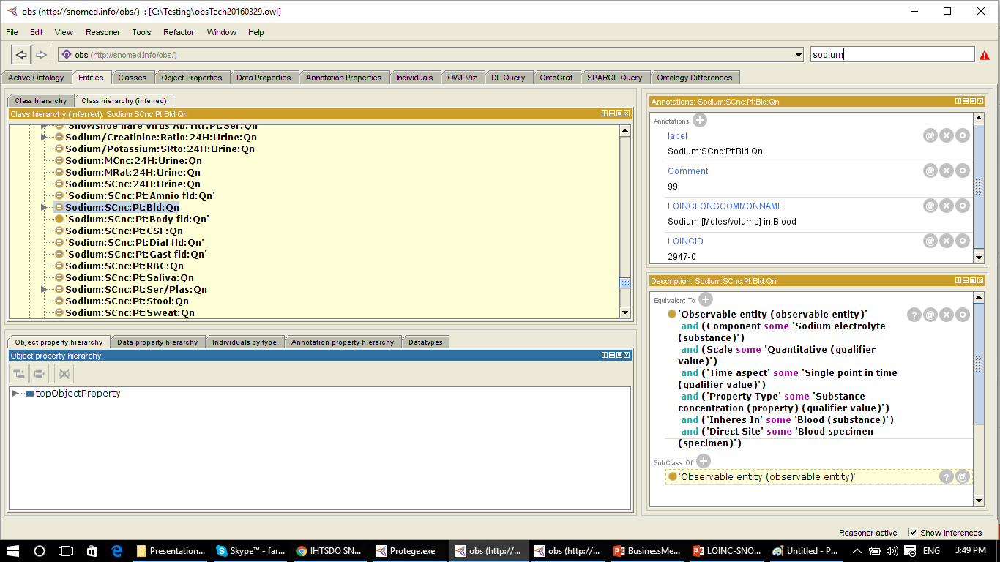 obs (http://snomed.info/obs/) : [C:\Testing\obsTech20160329.owl]
File Edit View Reasoner Tools Refactor Window Help
obs (http://snomed.info/obs/)
sodium
Active Ontology Entities Classes Object Properties Data Properties Annotation Properties Individuals OWLViz DL Query OntoGraf SPARQL Query Ontology Differences
Class hierarchy Class hierarchy (inferred)
Class hierarchy (inferred): Sodium:SCnc:Pt:Bld:Qn
'Snowshoe hare virus Ab:Titr:Pt:Ser:Qn
Sodium/Creatinine:Ratio:24H:Urine:Qn
Sodium/Potassium:SRto:24H:Urine:Qn
Sodium:MCnc:24H:Urine:Qn
Sodium:MRat:24H:Urine:Qn
Sodium:SCnc:24H:Urine:Qn
'Sodium:SCnc:Pt:Amnio fld:Qn'
Sodium:SCnc:Pt:Bld:Qn
'Sodium:SCnc:Pt:Body fld:Qn'
Sodium:SCnc:Pt:CSF:Qn
'Sodium:SCnc:Pt:Dial fld:Qn'
'Sodium:SCnc:Pt:Gast fld:Qn'
Sodium:SCnc:Pt:RBC:Qn
Sodium:SCnc:Pt:Saliva:Qn
Sodium:SCnc:Pt:Ser/Plas:Qn
Sodium:SCnc:Pt:Stool:Qn
Sodium:SCnc:Pt:Sweat:Qn
Object property hierarchy Data property hierarchy Individuals by type Annotation property hierarchy Datatypes
Object property hierarchy:
topObjectProperty
Annotations: Sodium:SCnc:Pt:Bld:Qn
Annotations
label
Sodium:SCnc:Pt:Bld:Qn
Comment
99
LOINCLONGCOMMONNAME
Sodium [Moles/volume] in Blood
LOINCID
2947-0
Description: Sodium:SCnc:Pt:Bld:Qn
Equivalent To
'Observable entity (observable entity)'
and (Component some 'Sodium electrolyte
(substance)')
and (Scale some 'Quantitative (qualifier
value)')
and ('Time aspect' some 'Single point in time
(qualifier value)')
and ('Property Type' some 'Substance
concentration (property) (qualifier value)')
and ('Inheres In' some 'Blood (substance)')
and ('Direct Site' some 'Blood specimen
(specimen)')
SubClass Of
'Observable entity (observable entity)'
Reasoner active Show Inferences
Presentation... Skype™ - far... IHTSDO SN... Protege.exe obs (http://... obs (http://... BusinessMe... LOINC-SNO... Untitled - P... ENG 3:49 PM